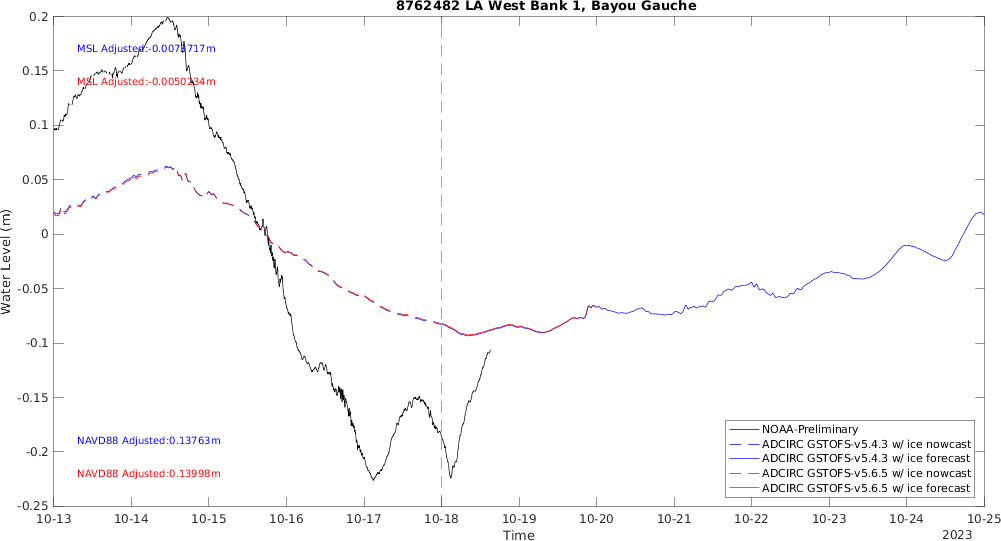 8762482 LA West Bank 1, Bayou Gauche
0.2
0.15
0.1
0.05
0
-0.05
-0.1
-0.15
-0.2
-0.25
Water Level (m)
MSL Adjusted:-0.0073717m
MSL Adjusted:-0.0050234m
NAVD88 Adjusted:0.13763m
NAVD88 Adjusted:0.13998m
NOAA-Preliminary
ADCIRC GSTOFS-v5.4.3 w/ ice nowcast
ADCIRC GSTOFS-v5.4.3 w/ ice forecast
ADCIRC GSTOFS-v5.6.5 w/ ice nowcast
ADCIRC GSTOFS-v5.6.5 w/ ice forecast
10-13 10-14 10-15 10-16 10-17 10-18 10-19 10-20 10-21 10-22 10-23 10-24 10-25
Time
2023